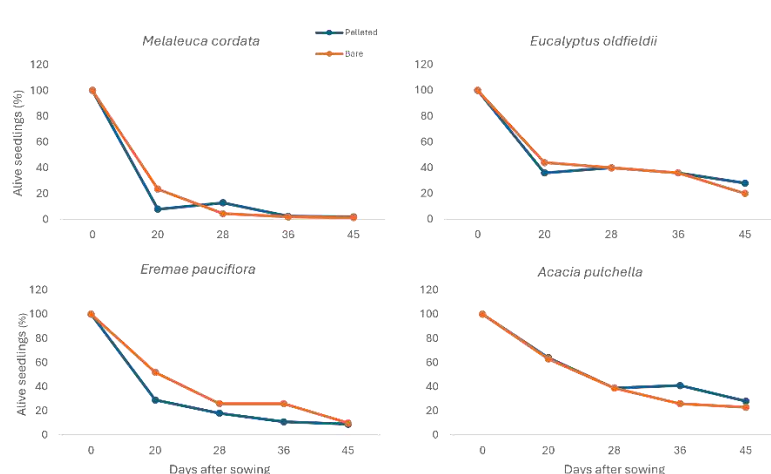 Melaleuca cordata
Pelleted
Bare
Alive seedlings (%)
120
100
80
60
40
20
0
0 20 28 36 45
Eucalyptus oldfieldii
120
100
80
60
40
20
0
0 20 28 36 45
Eremae pauciflora
Alive seedlings (%)
120
100
80
60
40
20
0
0 20 28 36 45
Days after sowing
Acacia pulchella
120
100
80
60
40
20
0
0 20 28 36 45
Days after sowing